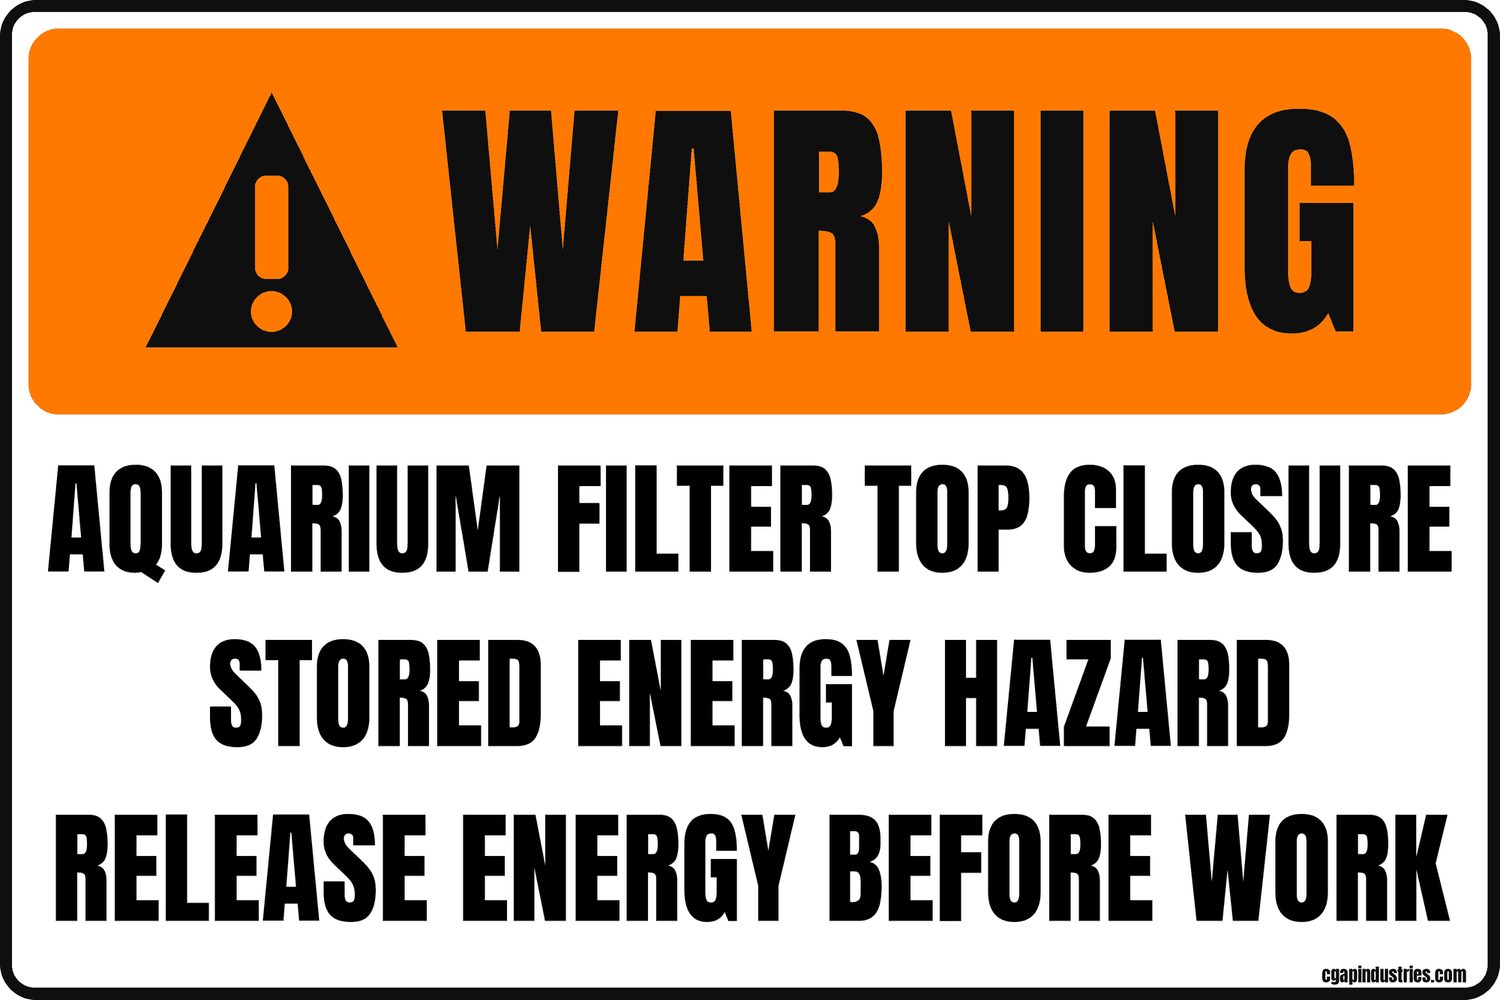 WARNING
AQUARIUM FILTER TOP CLOSURE
STORED ENERGY HAZARD
RELEASE ENERGY BEFORE WORK
cgapindustries.com